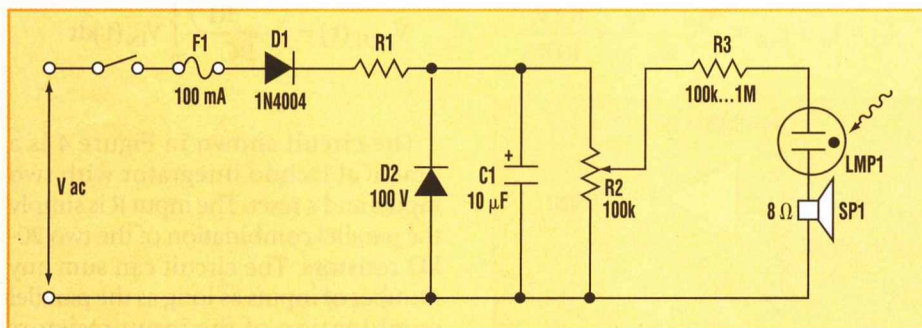 F1
D1
R1
R3
100 mA
1N4004
100k...1M
LMP1
V ac
D2
100 V
+
C1
10 µF
R2
100k
8 Ω
SP1